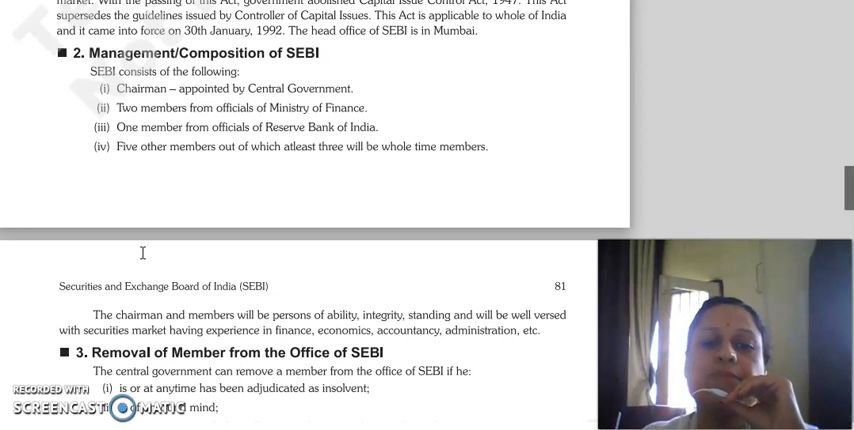 market. With the passing of this Act, government abolished Capital Issue Control Act, 1947. This Act
supersedes the guidelines issued by Controller of Capital Issues. This Act is applicable to whole of India
and it came into force on 30th January, 1992. The head office of SEBI is in Mumbai.
■ 2. Management/Composition of SEBI
SEBI consists of the following:
(i) Chairman – appointed by Central Government.
(ii) Two members from officials of Ministry of Finance.
(iii) One member from officials of Reserve Bank of India.
(iv) Five other members out of which atleast three will be whole time members.
Securities and Exchange Board of India (SEBI) 81
The chairman and members will be persons of ability, integrity, standing and will be well versed
with securities market having experience in finance, economics, accountancy, administration, etc.
■ 3. Removal of Member from the Office of SEBI
The central government can remove a member from the office of SEBI if he:
(i) is or at anytime has been adjudicated as insolvent;
mind;
RECORDED WITH
SCREENCAST MATIC